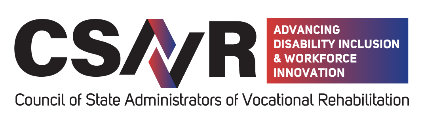 CSAVR
ADVANCING
DISABILITY INCLUSION
& WORKFORCE
INNOVATION
Council of State Administrators of Vocational Rehabilitation